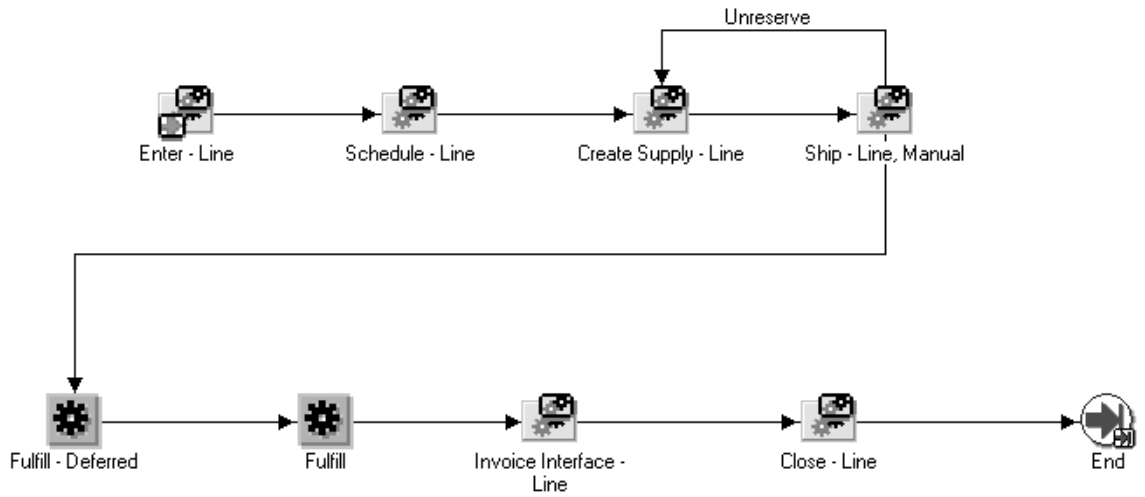 Unreserve
Enter - Line
Schedule - Line
Create Supply - Line
Ship - Line, Manual
Fulfill - Deferred
Fulfill
Invoice Interface -
Line
Close - Line
End